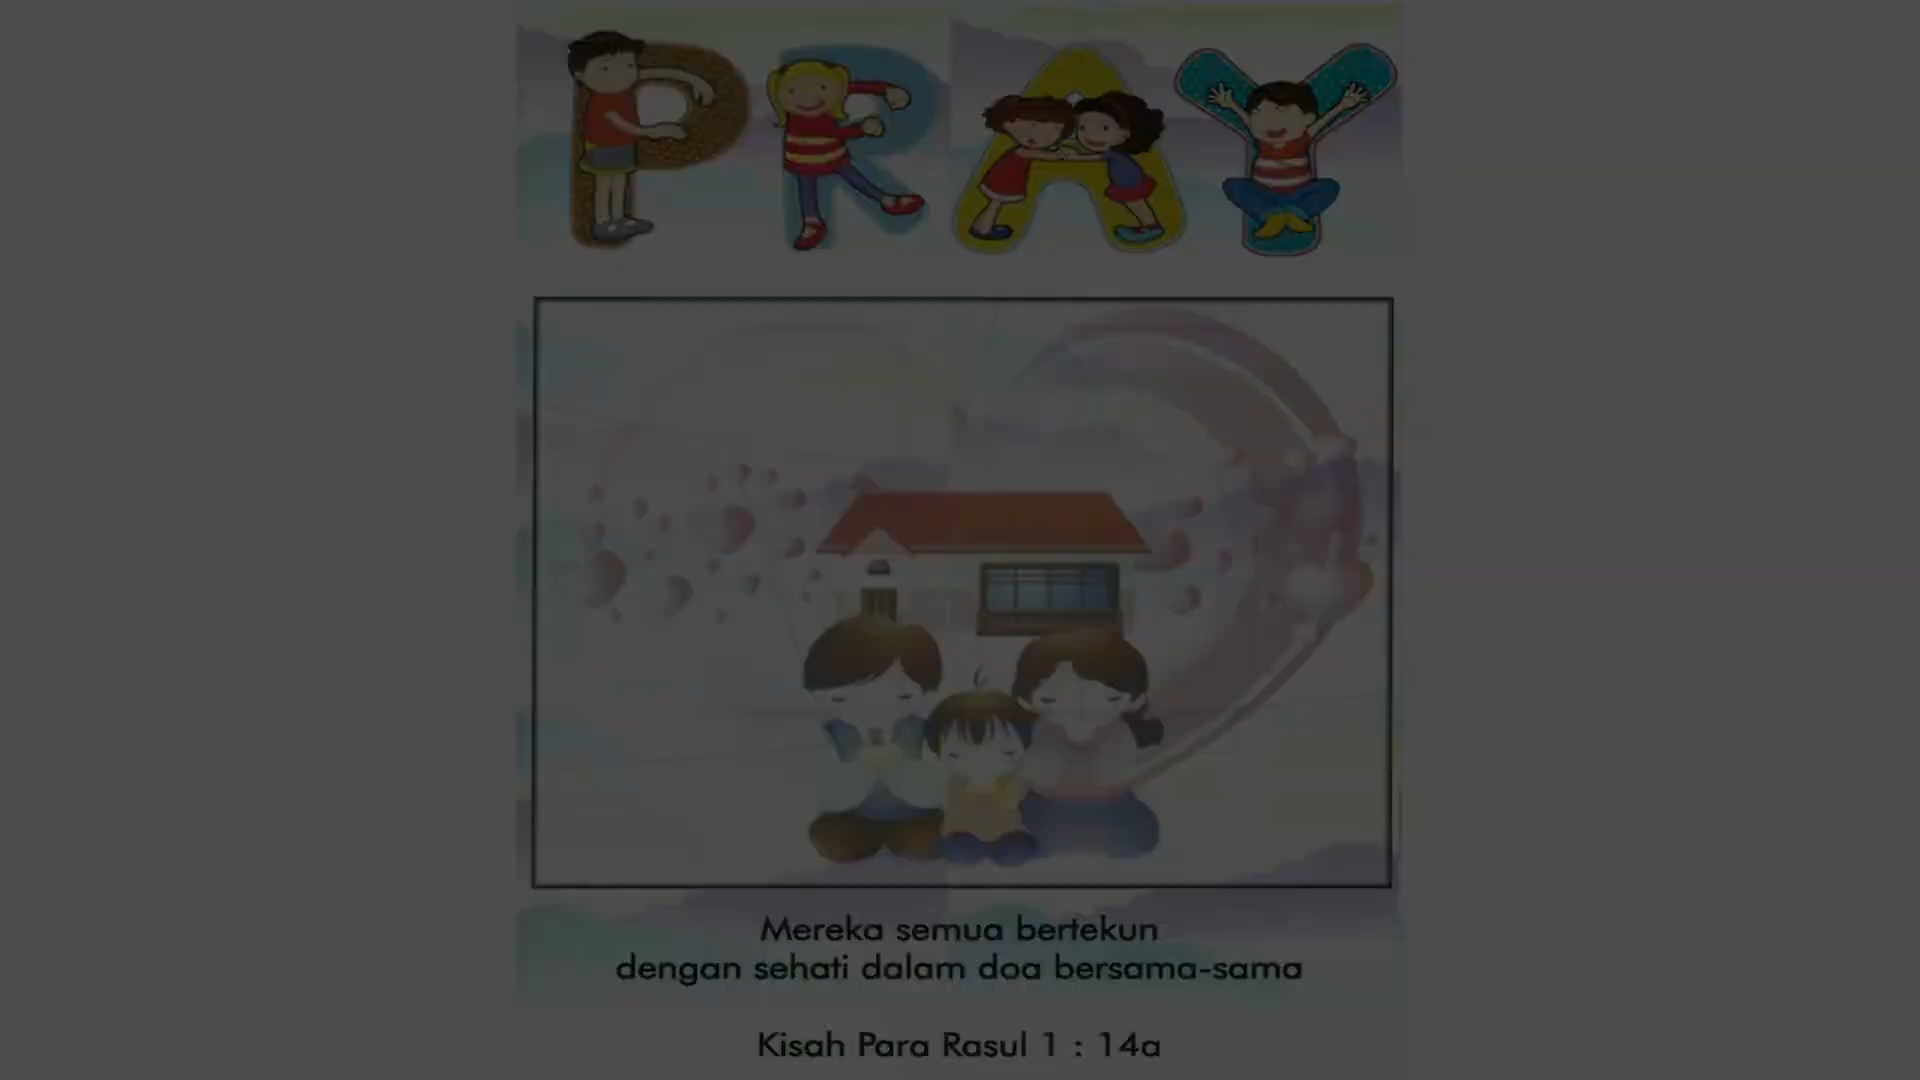 PRAY
Mereka semua bertekun
dengan sehati dalam doa bersama-sama
Kisah Para Rasul 1 : 14a